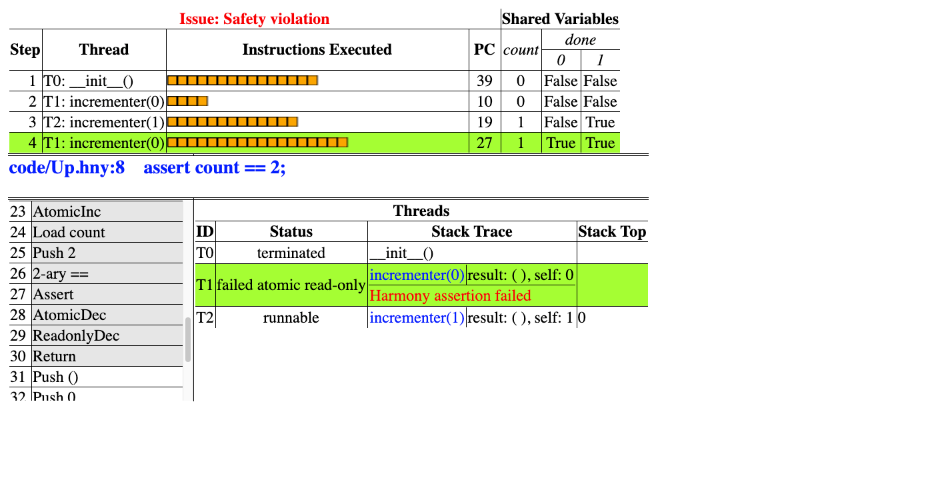 Issue: Safety violation
Shared Variables
Step Thread Instructions Executed PC count done
0 1
1 T0: __init__() 39 0 False False
2 T1: incrementer(0) 10 0 False False
3 T2: incrementer(1) 19 1 False True
4 T1: incrementer(0) 27 1 True True
code/Up.hny:8 assert count == 2;
23 AtomicInc
24 Load count
25 Push 2
26 2-ary ==
27 Assert
28 AtomicDec
29 ReadonlyDec
30 Return
31 Push ()
32 Push 0
Threads
ID Status Stack Trace Stack Top
T0 terminated __init__()
T1 failed atomic read-only incrementer(0) result: ( ), self: 0
Harmony assertion failed
T2 runnable incrementer(1) result: ( ), self: 1 0